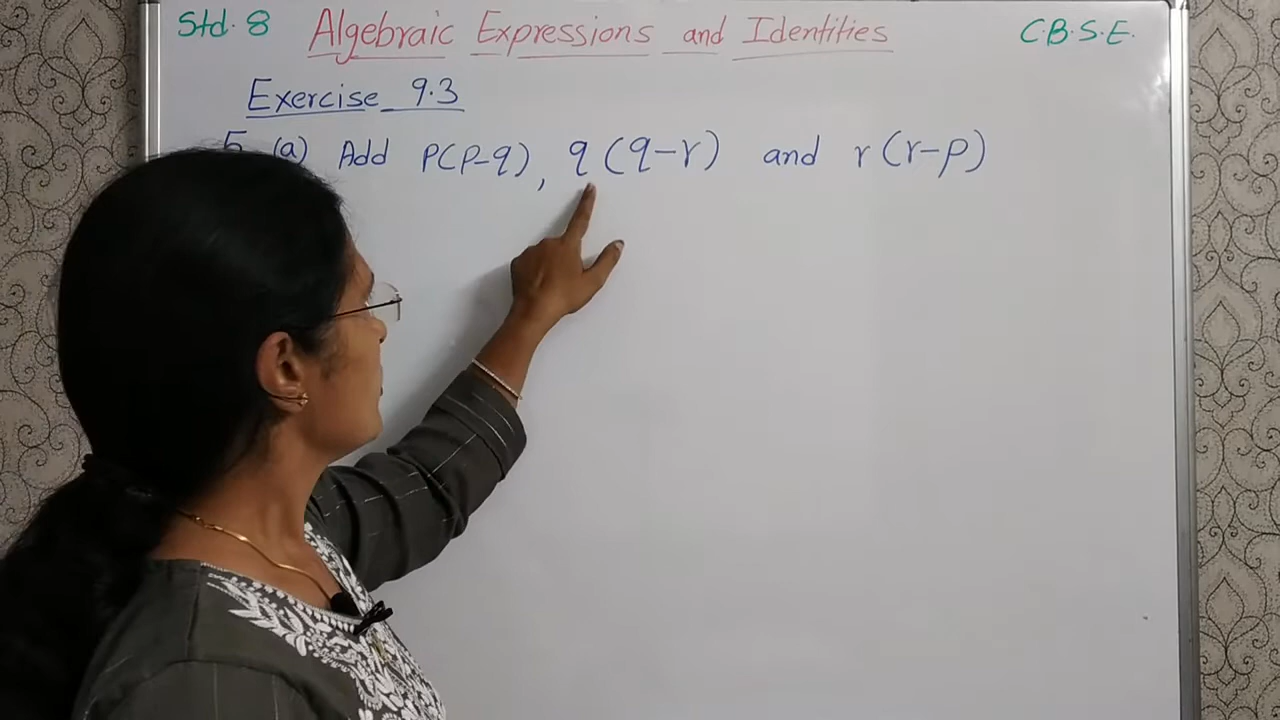 Std. 8 Algebraic Expressions and Identities C.B.S.E.
Exercise 9.3
5 (a) Add P(p-q), q(q-r) and r(r-p)